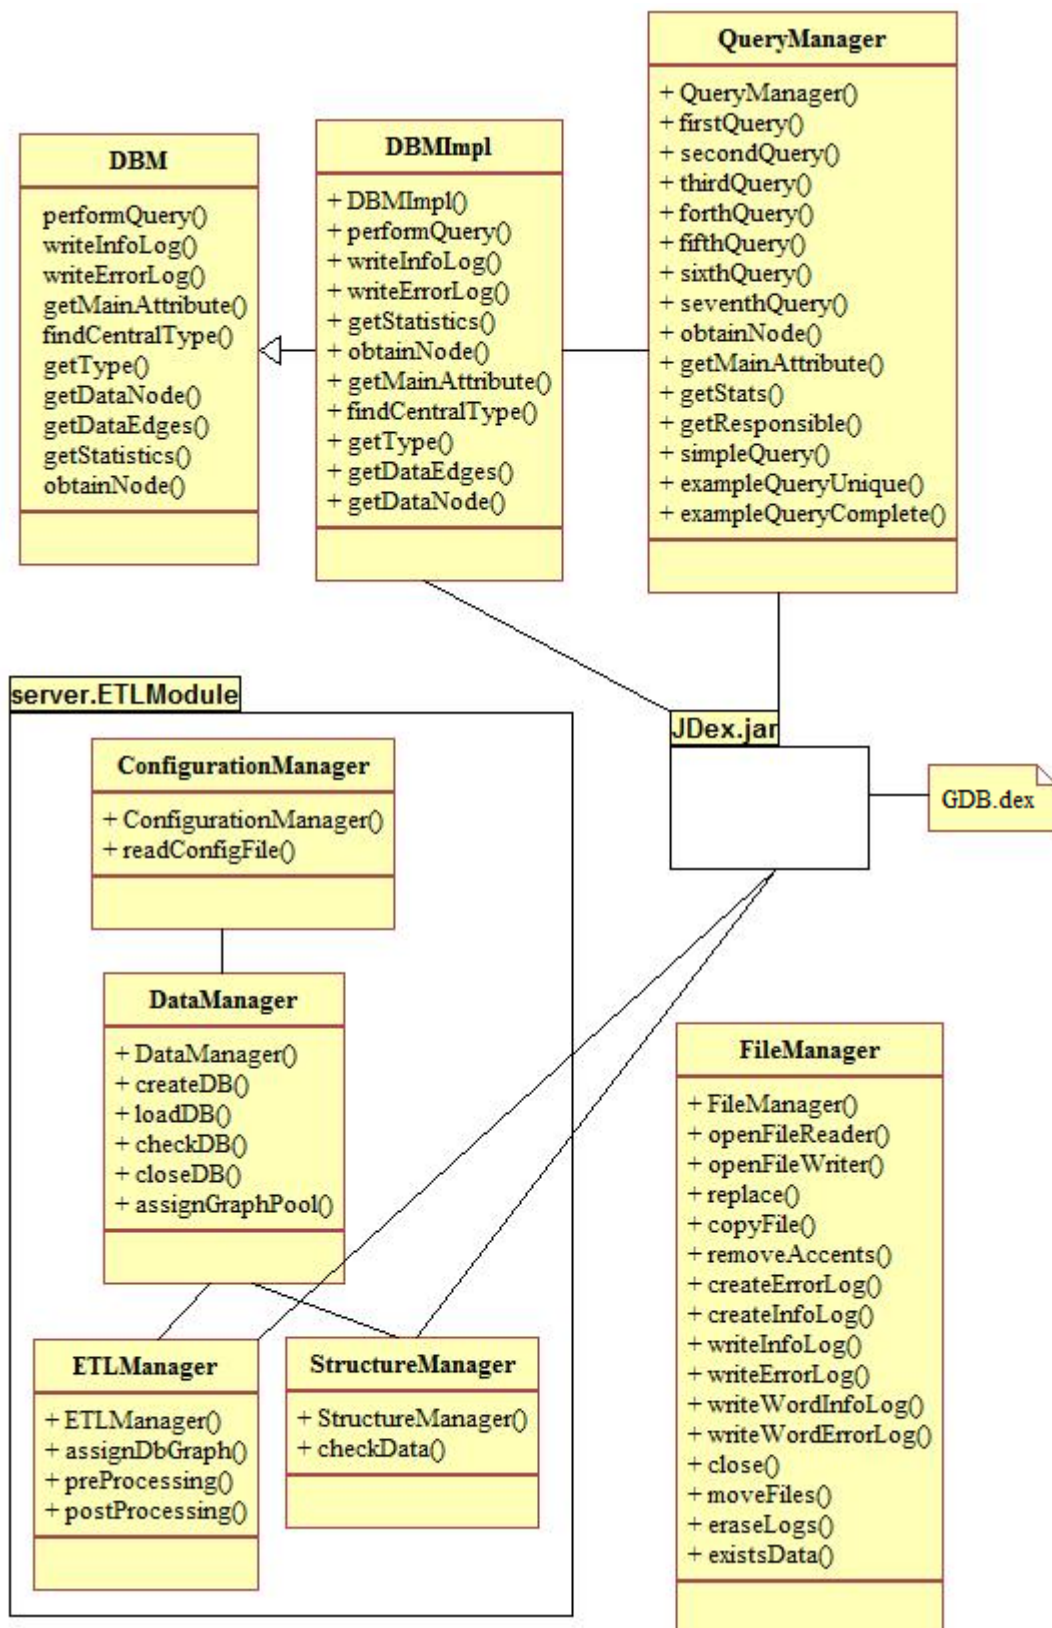 QueryManager
+ QueryManager()
+ firstQuery()
+ secondQuery()
+ thirdQuery()
+ forthQuery()
+ fifthQuery()
+ sixthQuery()
+ seventhQuery()
+ obtainNode()
+ getMainAttribute()
+ getStats()
+ getResponsible()
+ simpleQuery()
+ exampleQueryUnique()
+ exampleQueryComplete()
DBM
performQuery()
writeInfoLog()
writeErrorLog()
getMainAttribute()
findCentralType()
getType()
getDataNode()
getDataEdges()
getStatistics()
obtainNode()
DBMImpl
+ DBMImpl()
+ performQuery()
+ writeInfoLog()
+ writeErrorLog()
+ getStatistics()
+ obtainNode()
+ getMainAttribute()
+ findCentralType()
+ getType()
+ getDataEdges()
+ getDataNode()
server.ETLModule
ConfigurationManager
+ ConfigurationManager()
+ readConfigFile()
JDex.jar
GDB.dex
DataManager
+ DataManager()
+ createDB()
+ loadDB()
+ checkDB()
+ closeDB()
+ assignGraphPool()
ETLManager
+ ETLManager()
+ assignDbGraph()
+ preProcessing()
+ postProcessing()
StructureManager
+ StructureManager()
+ checkData()
FileManager
+ FileManager()
+ openFileReader()
+ openFileWriter()
+ replace()
+ copyFile()
+ removeAccents()
+ createErrorLog()
+ createInfoLog()
+ writeInfoLog()
+ writeErrorLog()
+ writeWordInfoLog()
+ writeWordErrorLog()
+ close()
+ moveFiles()
+ eraseLogs()
+ existsData()